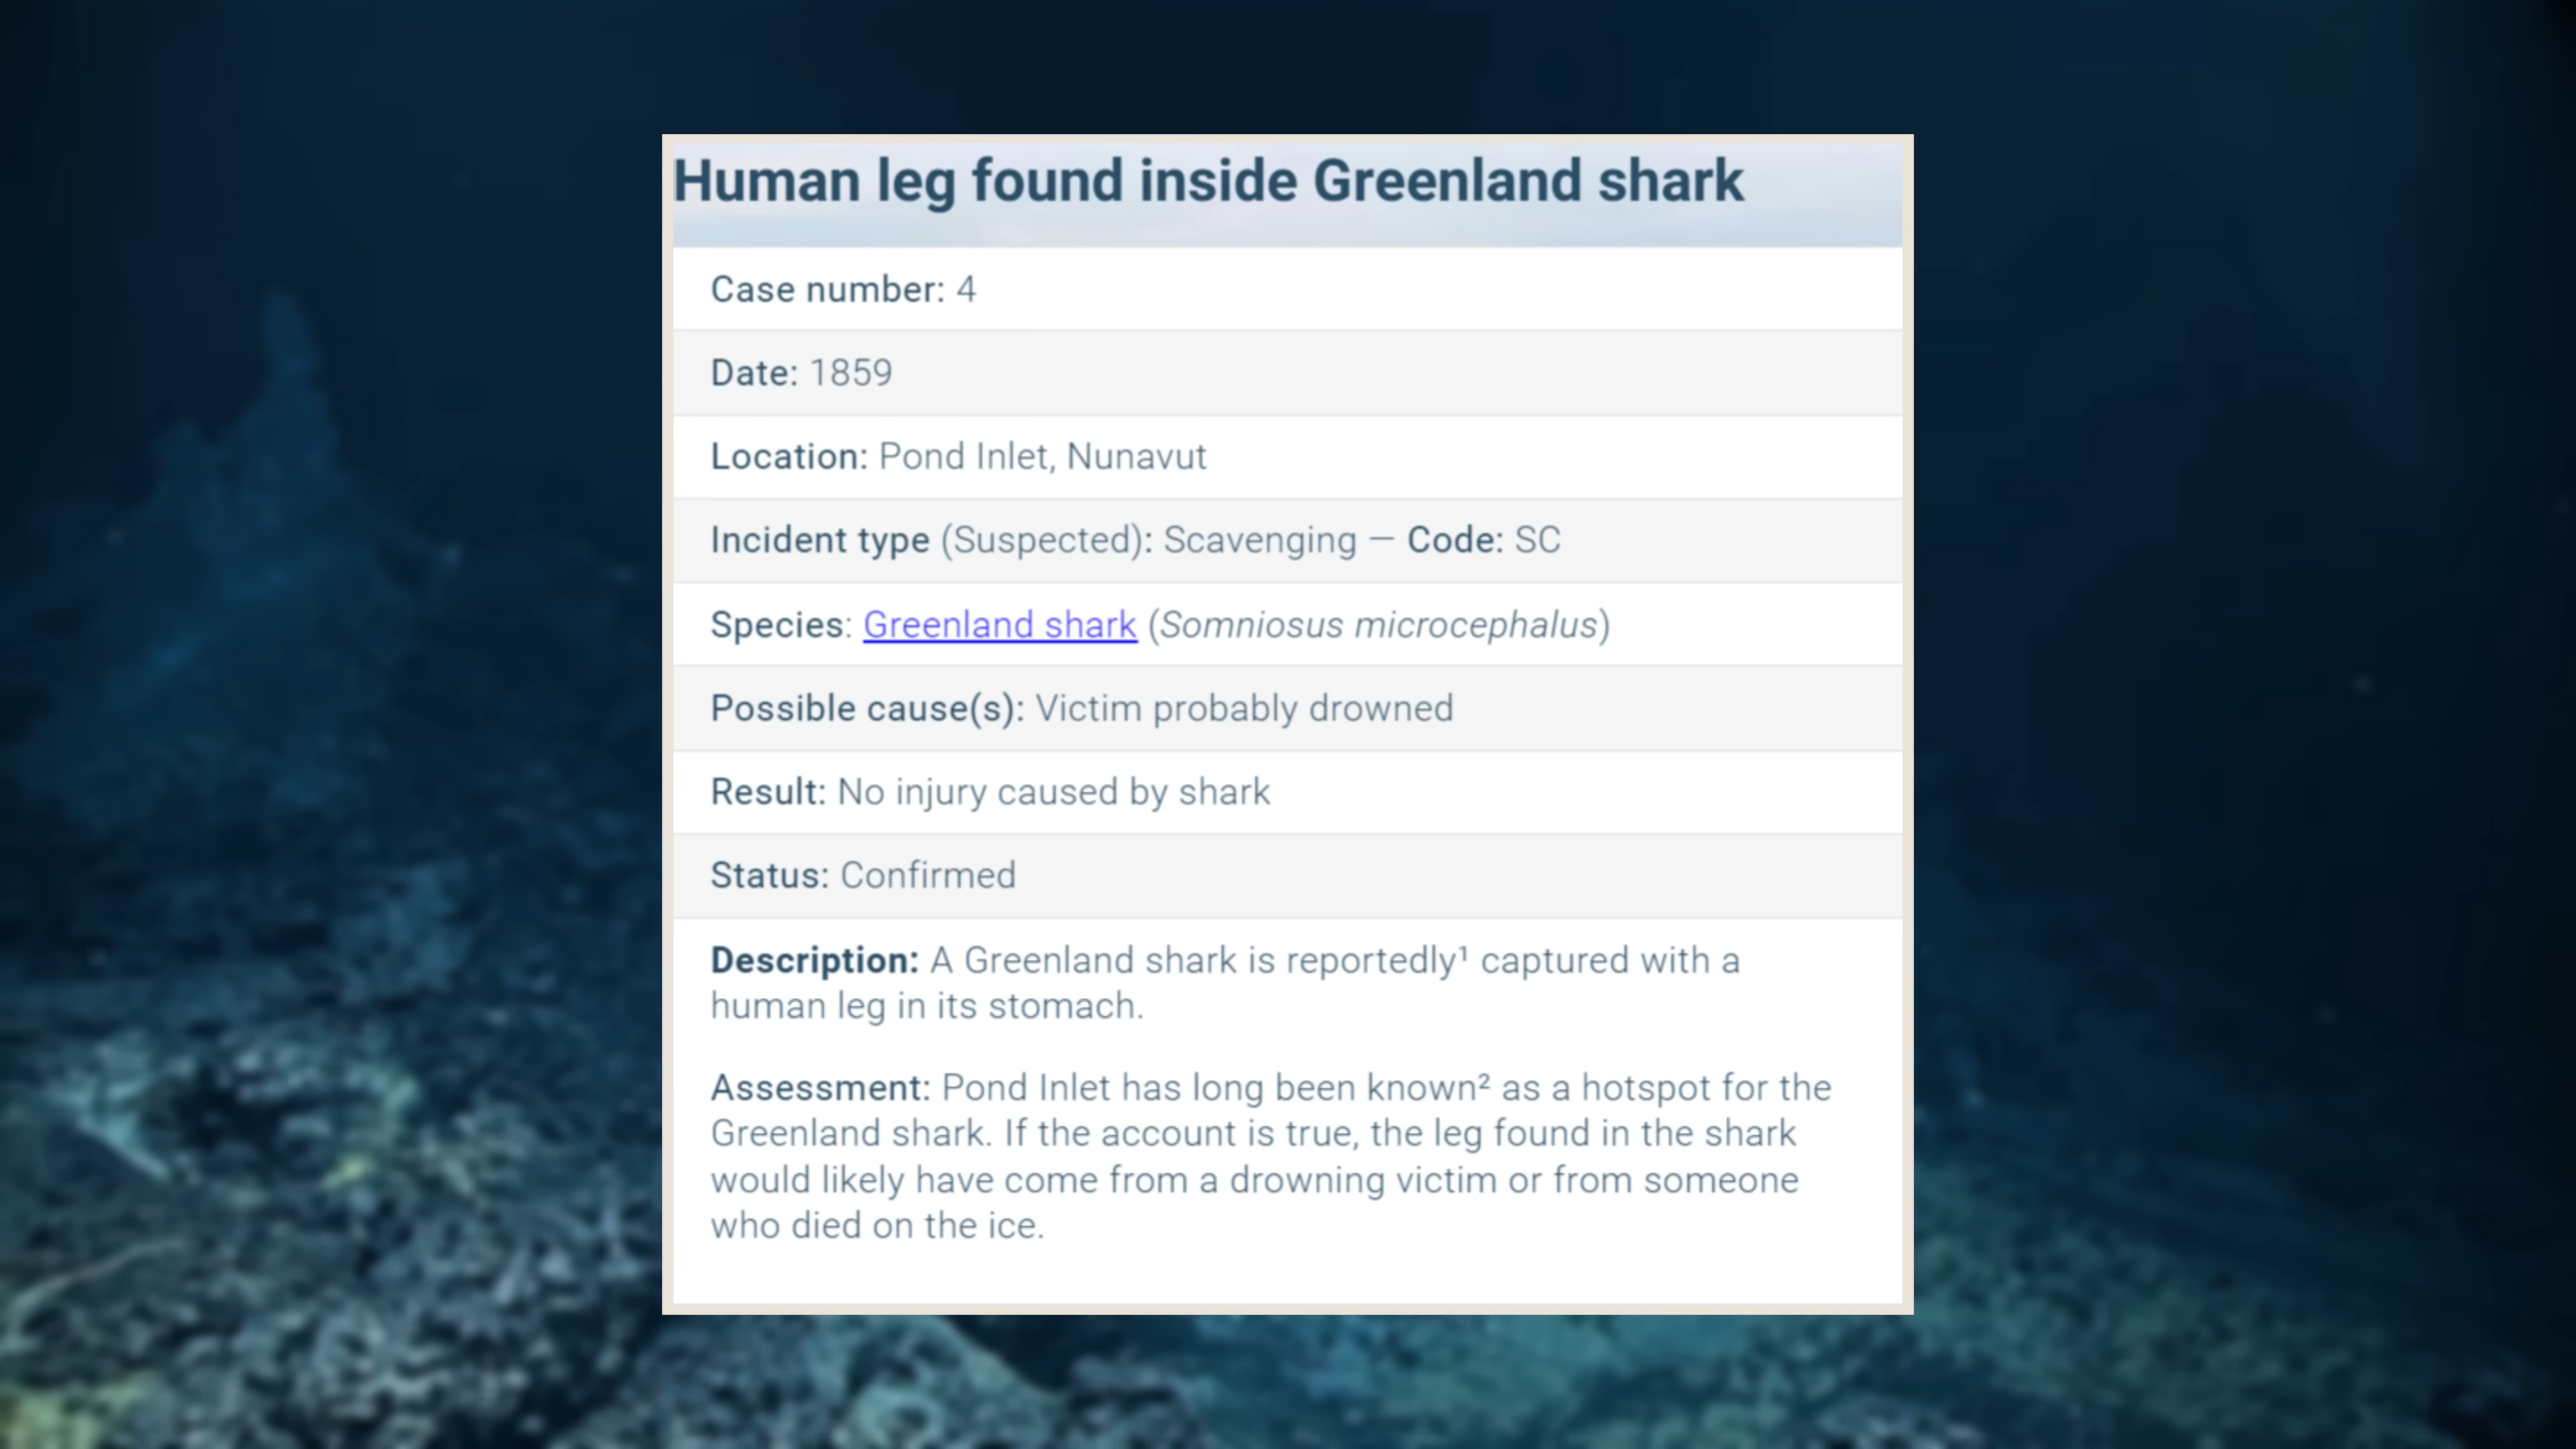 Human leg found inside Greenland shark
Case number: 4
Date: 1859
Location: Pond Inlet, Nunavut
Incident type (Suspected): Scavenging — Code: SC
Species: Greenland shark (Somniosus microcephalus)
Possible cause(s): Victim probably drowned
Result: No injury caused by shark
Status: Confirmed
Description: A Greenland shark is reportedly¹ captured with a
human leg in its stomach.
Assessment: Pond Inlet has long been known² as a hotspot for the
Greenland shark. If the account is true, the leg found in the shark
would likely have come from a drowning victim or from someone
who died on the ice.